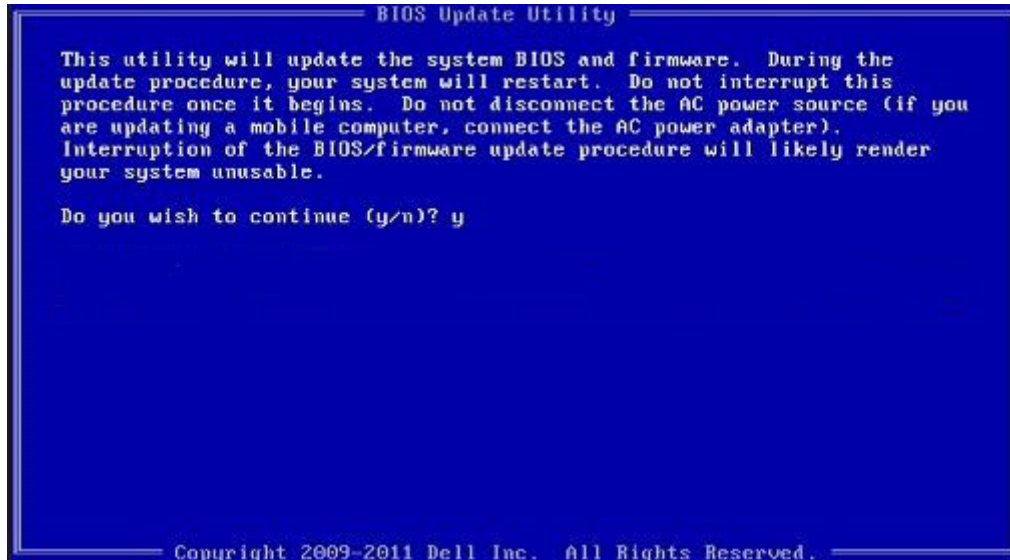 BIOS Update Utility
This utility will update the system BIOS and firmware. During the
update procedure, your system will restart. Do not interrupt this
procedure once it begins. Do not disconnect the AC power source (if you
are updating a mobile computer, connect the AC power adapter).
Interruption of the BIOS/firmware update procedure will likely render
your system unusable.
Do you wish to continue (y/n)? y
Copyright 2009-2011 Dell Inc. All Rights Reserved.